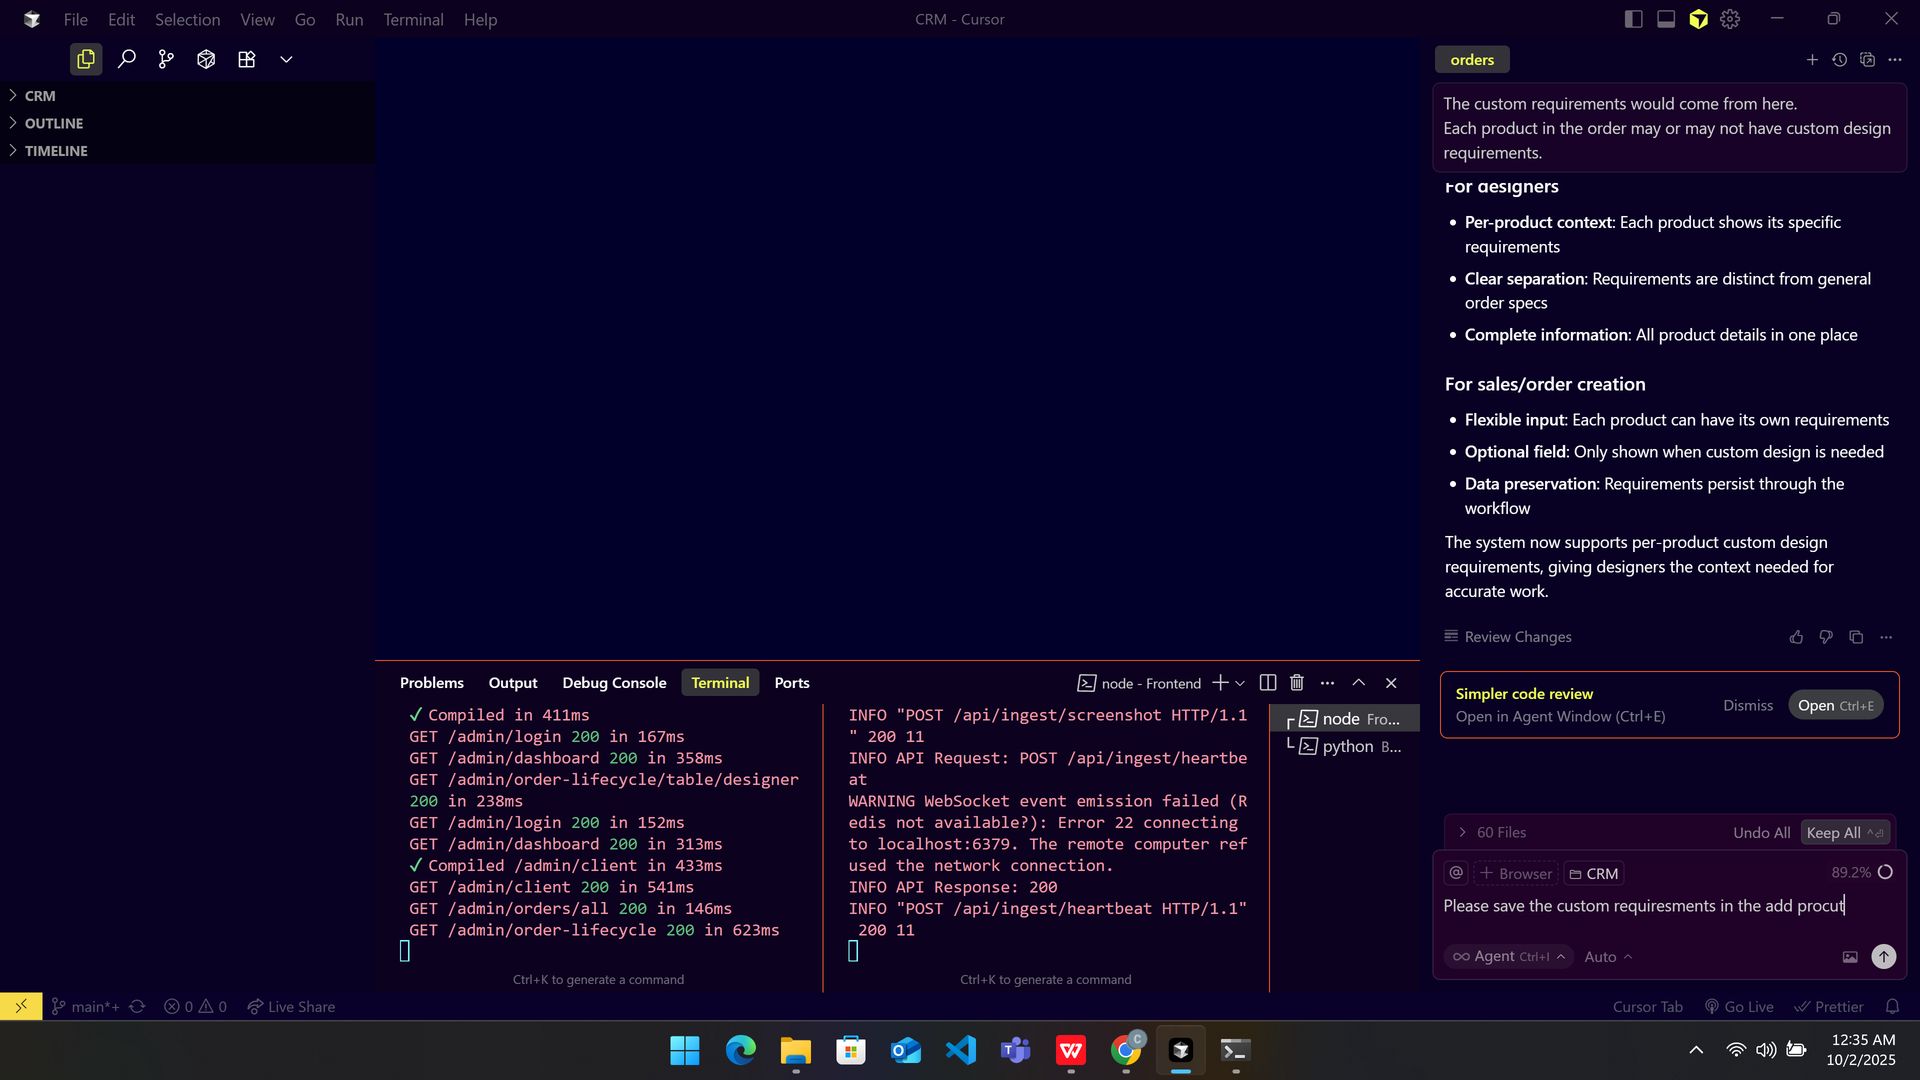 File Edit Selection View Go Run Terminal Help
CRM - Cursor
CRM
OUTLINE
TIMELINE
orders
The custom requirements would come from here.
Each product in the order may or may not have custom design
requirements.
For designers
• Per-product context: Each product shows its specific
requirements
• Clear separation: Requirements are distinct from general
order specs
• Complete information: All product details in one place
For sales/order creation
• Flexible input: Each product can have its own requirements
• Optional field: Only shown when custom design is needed
• Data preservation: Requirements persist through the
workflow
The system now supports per-product custom design
requirements, giving designers the context needed for
accurate work.
Review Changes
Simpler code review
Open in Agent Window (Ctrl+E)
Dismiss
Open Ctrl+E
60 Files
Undo All
Keep All
@ + Browser CRM
89.2%
Please save the custom requiresments in the add procut
Agent Ctrl+I
Auto
Problems Output Debug Console Terminal Ports
node - Frontend
✓ Compiled in 411ms
GET /admin/login 200 in 167ms
GET /admin/dashboard 200 in 358ms
GET /admin/order-lifecycle/table/designer
200 in 238ms
GET /admin/login 200 in 152ms
GET /admin/dashboard 200 in 313ms
✓ Compiled /admin/client in 433ms
GET /admin/client 200 in 541ms
GET /admin/orders/all 200 in 146ms
GET /admin/order-lifecycle 200 in 623ms
Ctrl+K to generate a command
INFO "POST /api/ingest/screenshot HTTP/1.1
" 200 11
INFO API Request: POST /api/ingest/heartbe
at
WARNING WebSocket event emission failed (R
edis not available?): Error 22 connecting
to localhost:6379. The remote computer ref
used the network connection.
INFO API Response: 200
INFO "POST /api/ingest/heartbeat HTTP/1.1"
200 11
Ctrl+K to generate a command
node Fro...
python B...
main*+ 0 0 Live Share
Cursor Tab Go Live Prettier
C
12:35 AM
10/2/2025